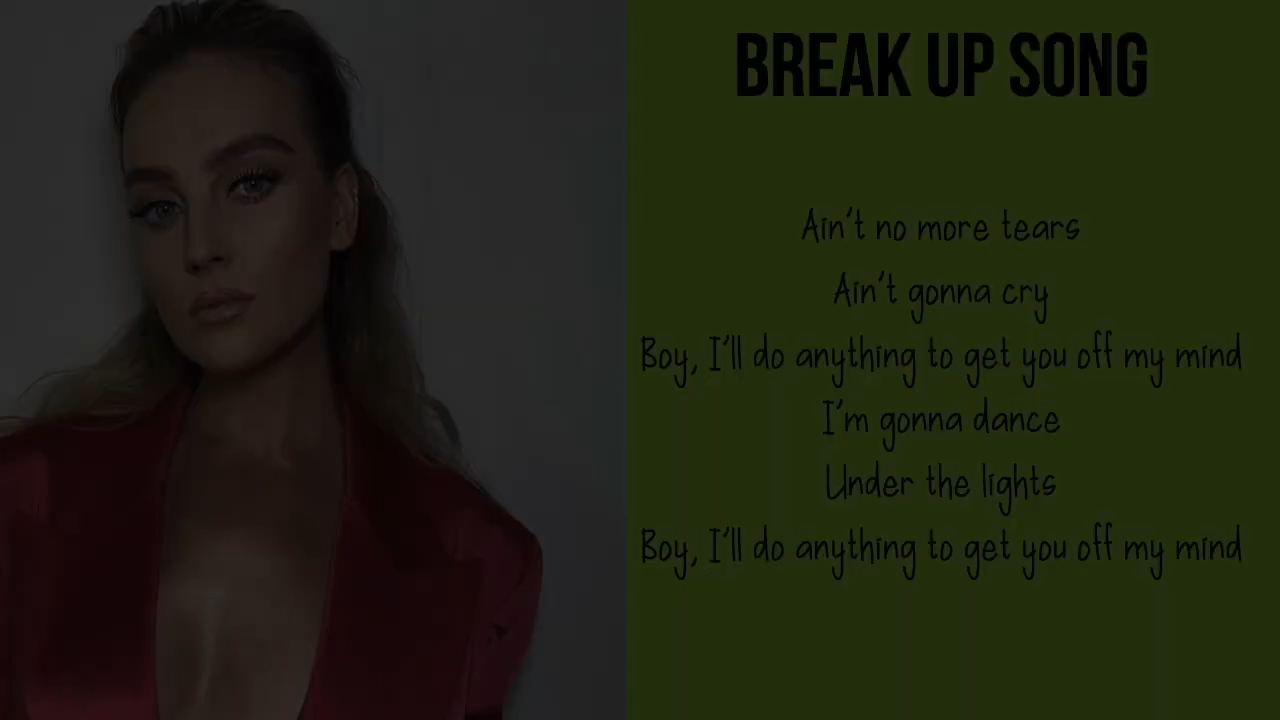 BREAK UP SONG
Ain't no more tears
Ain't gonna cry
Boy, I'll do anything to get you off my mind
I'm gonna dance
Under the lights
Boy, I'll do anything to get you off my mind